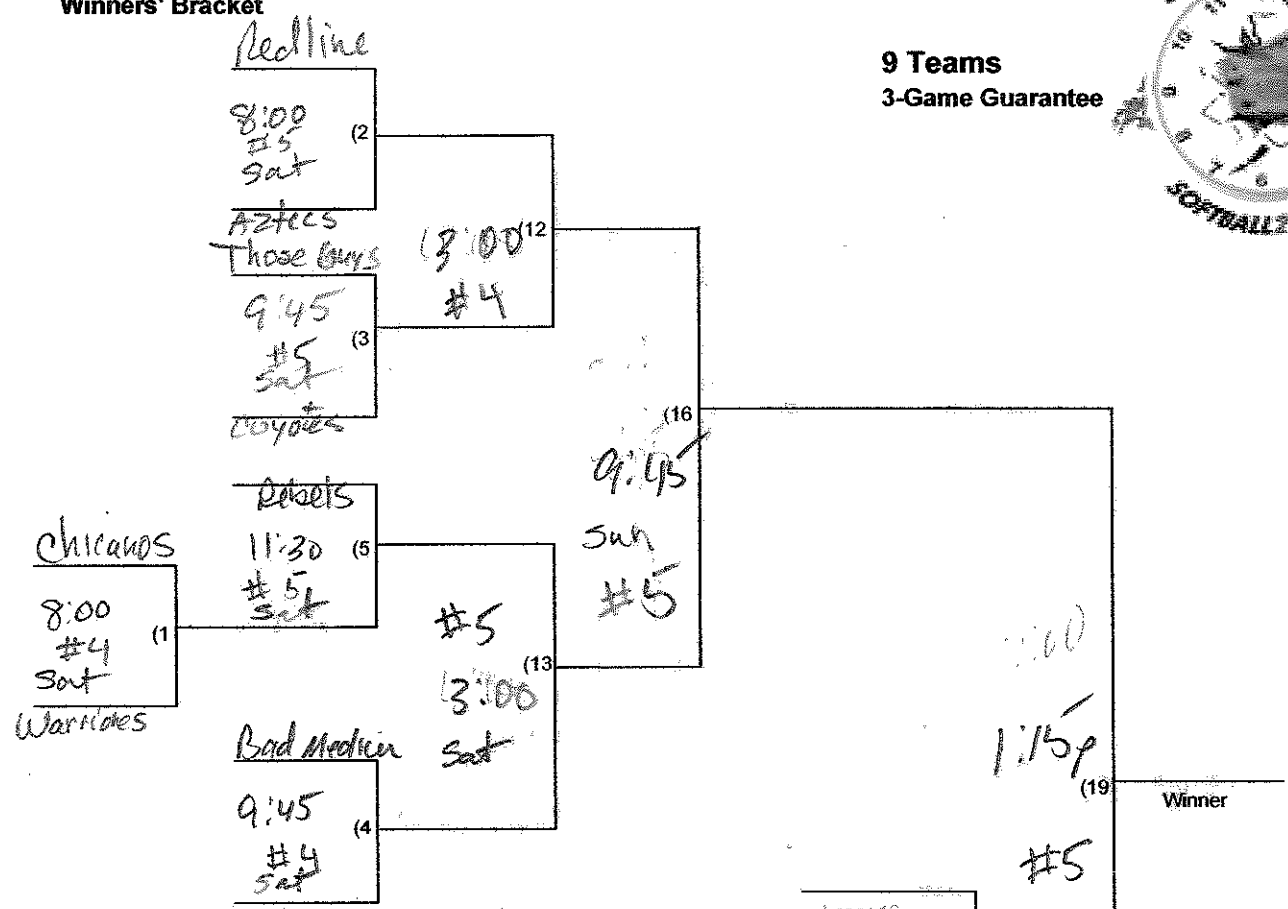 Winners' Bracket
9 Teams
3-Game Guarantee
Redline
8:00
#5
Sat
(2
Aztecs
Those Guys
9:45
#5
Sat
(3
Coyotes
3:00
(12
#4
Rebels
11:30
#5
Sat
(5
Chicanos
8:00
#4
Sat
(1
Warriores
Bad Medicin
9:45
#4
Sat
(4
#5
(13
3:00
Sat
(16
9:45
Sun
#5
1:15p
(19
Winner
#5